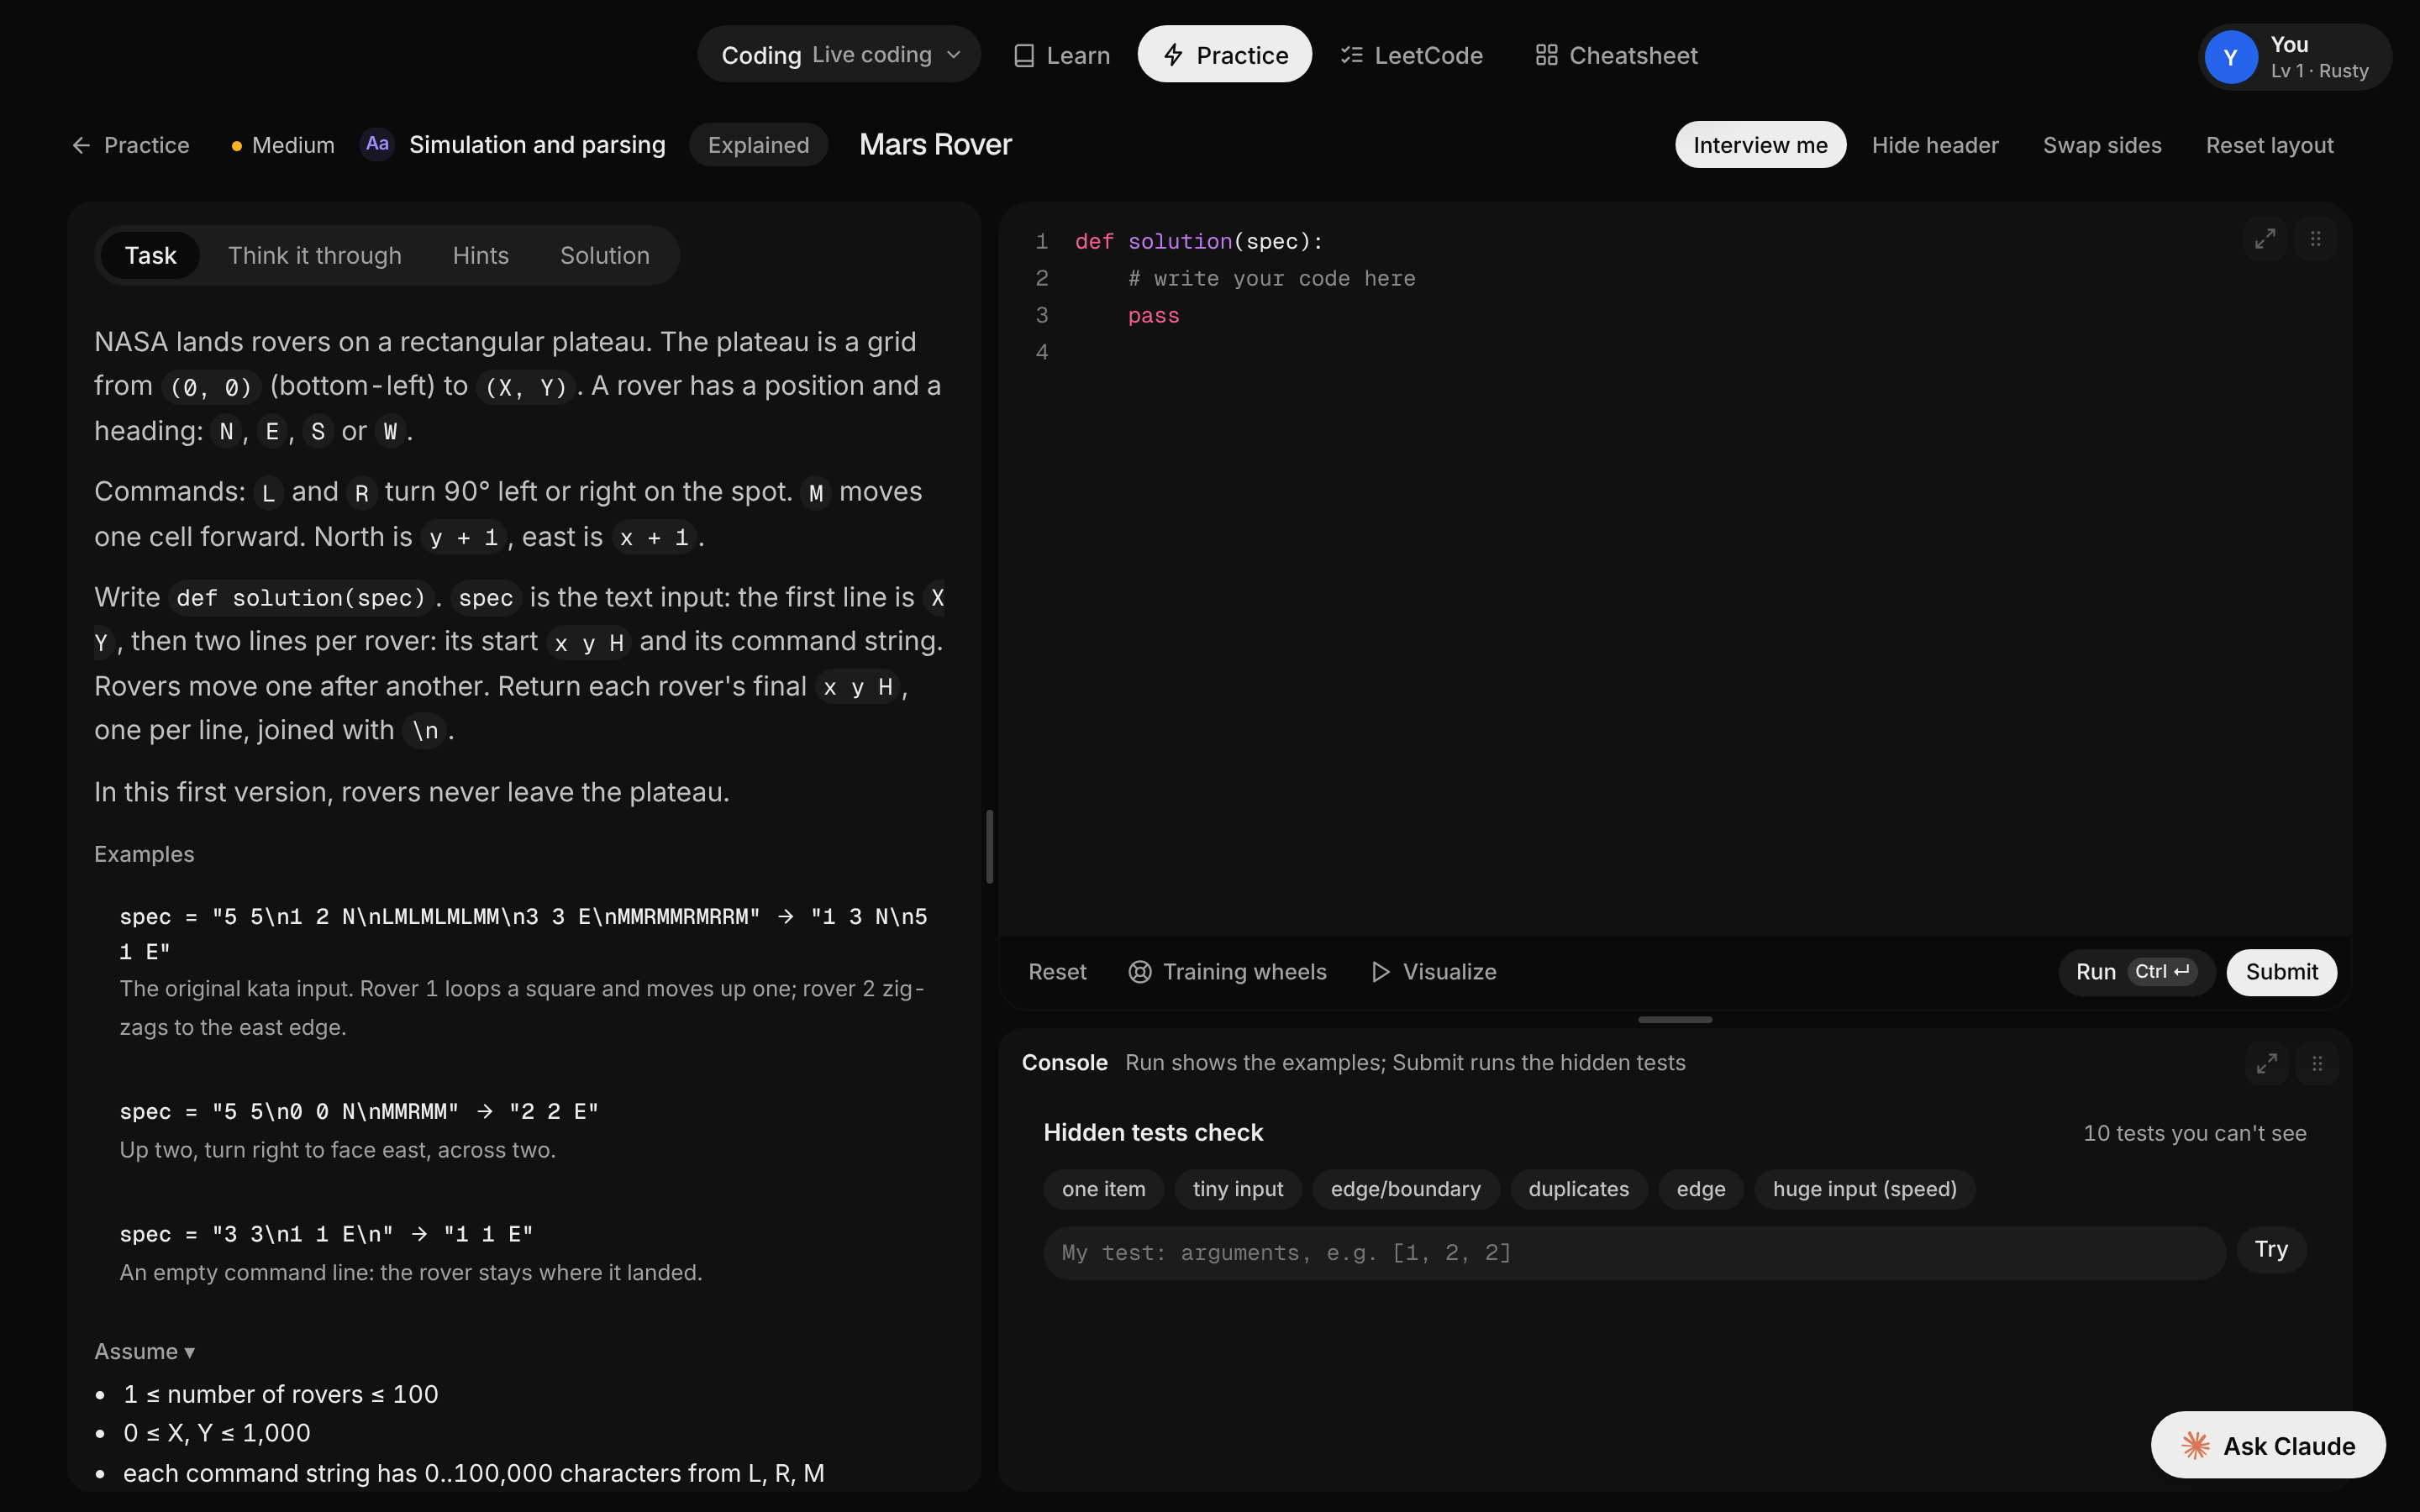 Coding Live coding
Learn
Practice
LeetCode
Cheatsheet
Y
You
Lv 1 · Rusty
← Practice
Medium
Aa Simulation and parsing
Explained
Mars Rover
Interview me
Hide header
Swap sides
Reset layout
Task
Think it through
Hints
Solution
NASA lands rovers on a rectangular plateau. The plateau is a grid
from (0, 0) (bottom-left) to (X, Y). A rover has a position and a
heading: N, E, S or W.
Commands: L and R turn 90° left or right on the spot. M moves
one cell forward. North is y + 1, east is x + 1.
Write def solution(spec). spec is the text input: the first line is X
Y, then two lines per rover: its start x y H and its command string.
Rovers move one after another. Return each rover's final x y H,
one per line, joined with \n.
In this first version, rovers never leave the plateau.
Examples
spec = "5 5\n1 2 N\nLMLMLMLMM\n3 3 E\nMMRMMRMRRM" → "1 3 N\n5
1 E"
The original kata input. Rover 1 loops a square and moves up one; rover 2 zig-
zags to the east edge.
spec = "5 5\n0 0 N\nMMRMM" → "2 2 E"
Up two, turn right to face east, across two.
spec = "3 3\n1 1 E\n" → "1 1 E"
An empty command line: the rover stays where it landed.
Assume ▾
• 1 ≤ number of rovers ≤ 100
• 0 ≤ X, Y ≤ 1,000
• each command string has 0..100,000 characters from L, R, M
1 def solution(spec):
2 # write your code here
3 pass
4
Reset
Training wheels
Visualize
Run Ctrl ↵
Submit
Console Run shows the examples; Submit runs the hidden tests
Hidden tests check
10 tests you can't see
one item
tiny input
edge/boundary
duplicates
edge
huge input (speed)
My test: arguments, e.g. [1, 2, 2]
Try
Ask Claude